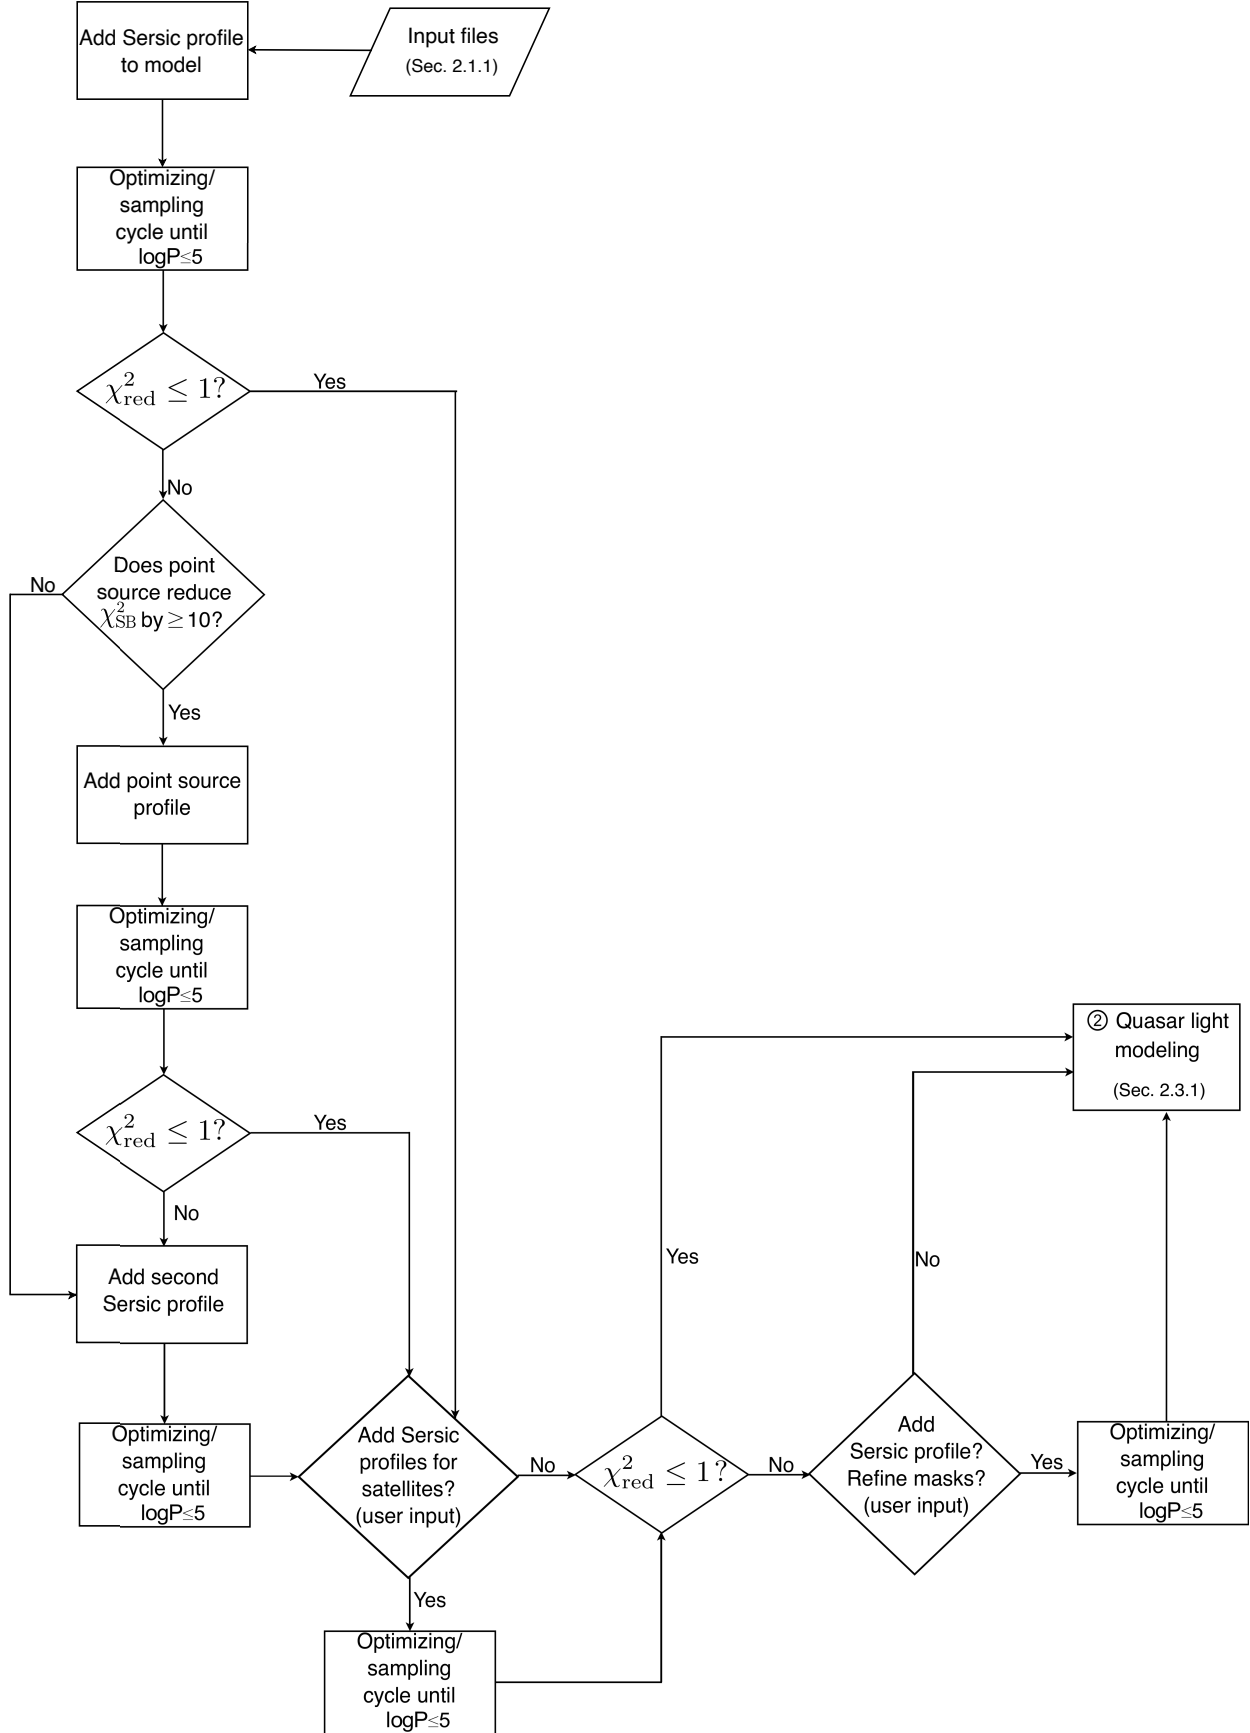 Add Sersic profile
to model
Input files
(Sec. 2.1.1)
Optimizing/
sampling
cycle until
logP≤5
χ²_red ≤ 1?
Yes
No
Does point
source reduce
χ²_SB by ≥ 10?
No
Yes
Add point source
profile
Optimizing/
sampling
cycle until
logP≤5
χ²_red ≤ 1?
Yes
No
Add second
Sersic profile
Optimizing/
sampling
cycle until
logP≤5
Add Sersic
profiles for
satellites?
(user input)
No
Yes
Optimizing/
sampling
cycle until
logP≤5
χ²_red ≤ 1?
Yes
No
Add
Sersic profile?
Refine masks?
(user input)
No
Yes
Optimizing/
sampling
cycle until
logP≤5
② Quasar light
modeling
(Sec. 2.3.1)